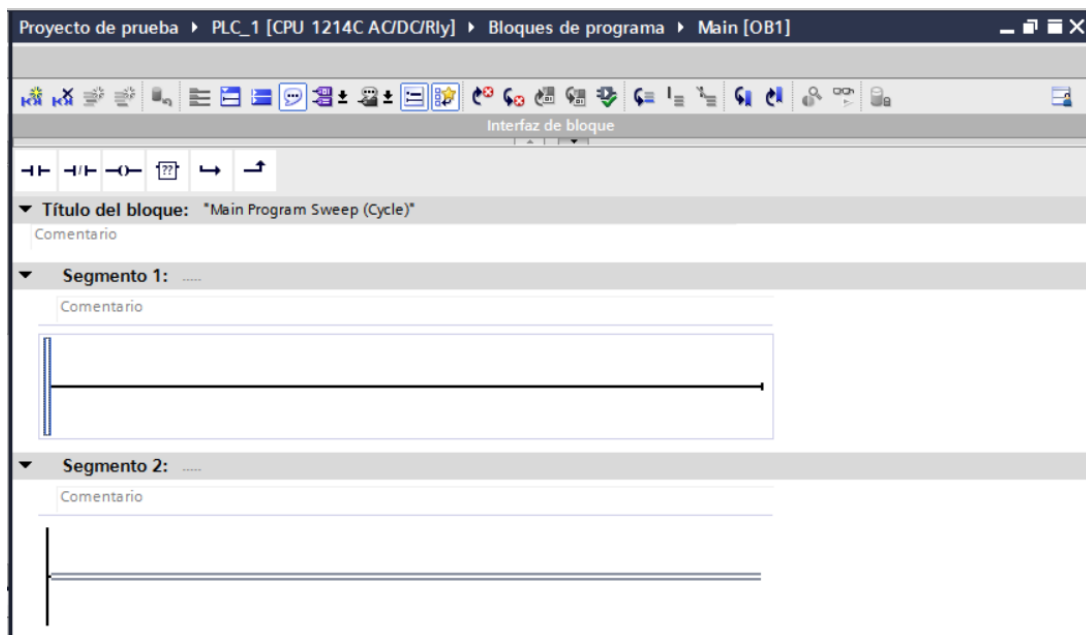 Proyecto de prueba ▸ PLC_1 [CPU 1214C AC/DC/Rly] ▸ Bloques de programa ▸ Main [OB1]
Interfaz de bloque
??
Título del bloque: "Main Program Sweep (Cycle)"
Comentario
Segmento 1: .....
Comentario
Segmento 2: .....
Comentario